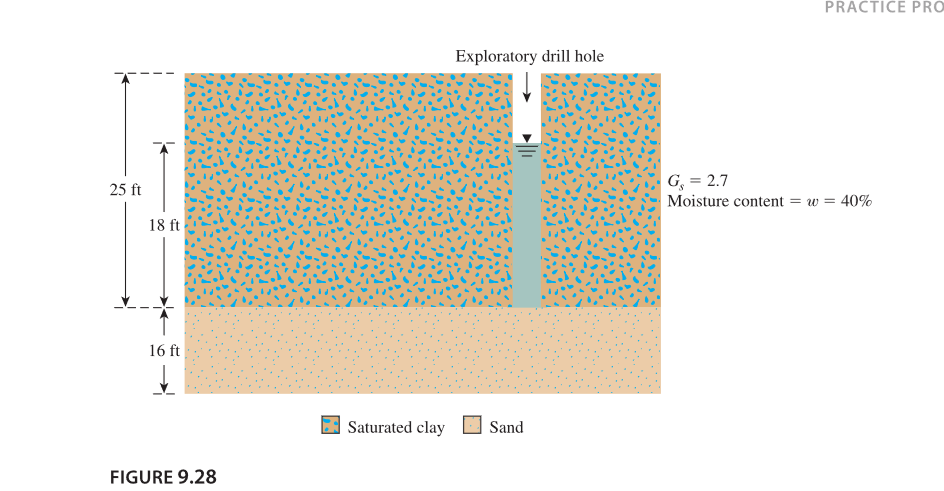 PRACTICE PRO
Exploratory drill hole
25 ft
18 ft
G_s = 2.7
Moisture content = w = 40%
16 ft
Saturated clay
Sand
FIGURE 9.28